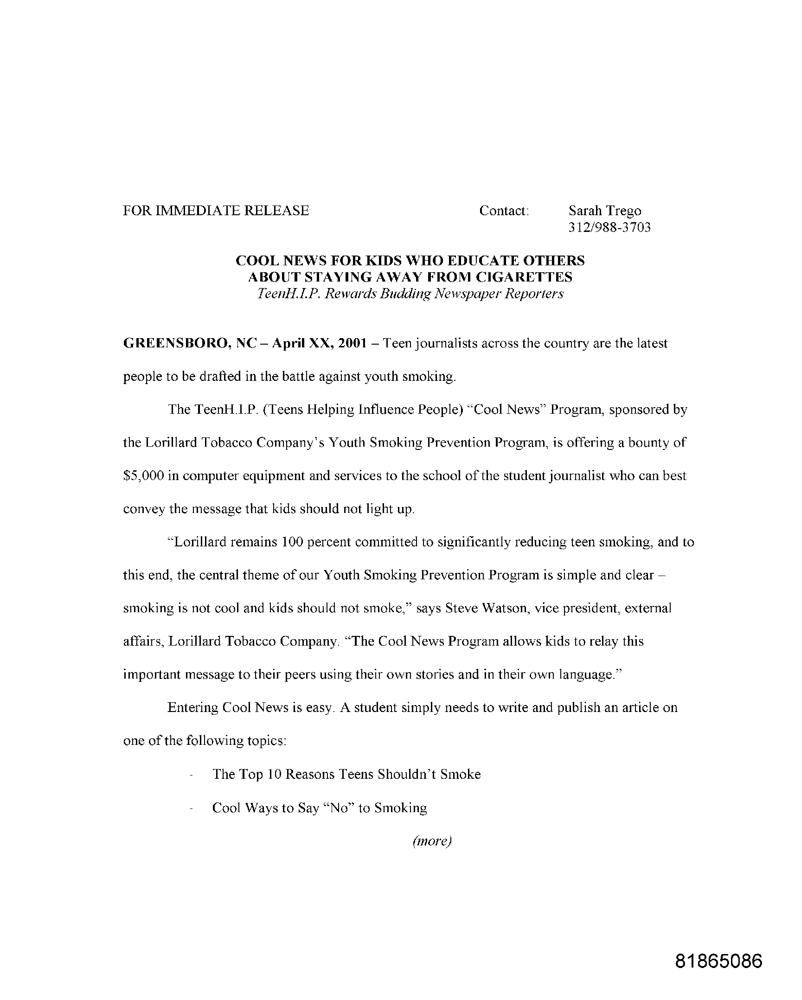 FOR IMMEDIATE RELEASE Contact: Sarah Trego
312/988-3703
COOL NEWS FOR KIDS WHO EDUCATE OTHERS
ABOUT STAYING AWAY FROM CIGARETTES
TeenH.I.P. Rewards Budding Newspaper Reporters
GREENSBORO, NC – April XX, 2001 – Teen journalists across the country are the latest
people to be drafted in the battle against youth smoking.
The TeenH.I.P. (Teens Helping Influence People) “Cool News” Program, sponsored by
the Lorillard Tobacco Company’s Youth Smoking Prevention Program, is offering a bounty of
$5,000 in computer equipment and services to the school of the student journalist who can best
convey the message that kids should not light up.
“Lorillard remains 100 percent committed to significantly reducing teen smoking, and to
this end, the central theme of our Youth Smoking Prevention Program is simple and clear –
smoking is not cool and kids should not smoke,” says Steve Watson, vice president, external
affairs, Lorillard Tobacco Company. “The Cool News Program allows kids to relay this
important message to their peers using their own stories and in their own language.”
Entering Cool News is easy. A student simply needs to write and publish an article on
one of the following topics:
- The Top 10 Reasons Teens Shouldn’t Smoke
- Cool Ways to Say “No” to Smoking
(more)
81865086